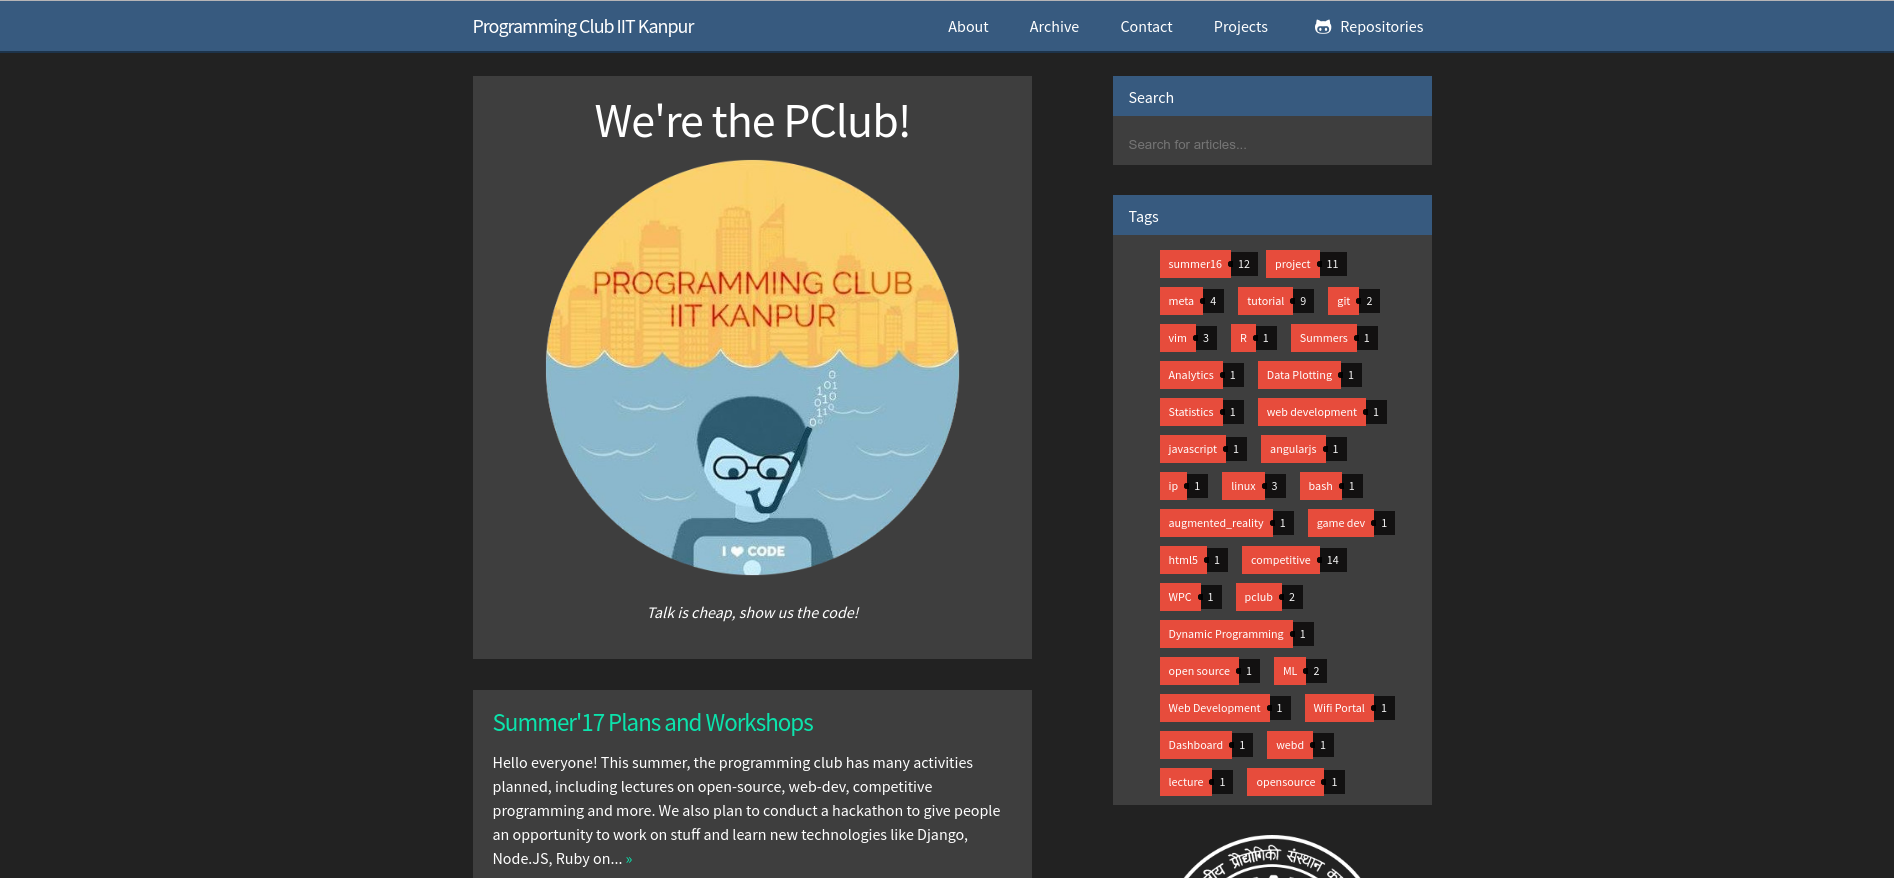 Programming Club IIT Kanpur
About
Archive
Contact
Projects
Repositories
We're the PClub!
PROGRAMMING CLUB
IIT KANPUR
0
01
1 0
010
110
00
I ❤ CODE
Talk is cheap, show us the code!
Summer'17 Plans and Workshops
Hello everyone! This summer, the programming club has many activities
planned, including lectures on open-source, web-dev, competitive
programming and more. We also plan to conduct a hackathon to give people
an opportunity to work on stuff and learn new technologies like Django,
Node.JS, Ruby on... »
Search
Search for articles...
Tags
summer16 12 project 11
meta 4 tutorial 9 git 2
vim 3 R 1 Summers 1
Analytics 1 Data Plotting 1
Statistics 1 web development 1
javascript 1 angularjs 1
ip 1 linux 3 bash 1
augmented_reality 1 game dev 1
html5 1 competitive 14
WPC 1 pclub 2
Dynamic Programming 1
open source 1 ML 2
Web Development 1 Wifi Portal 1
Dashboard 1 webd 1
lecture 1 opensource 1
प्रौद्योगिकी संस्थान